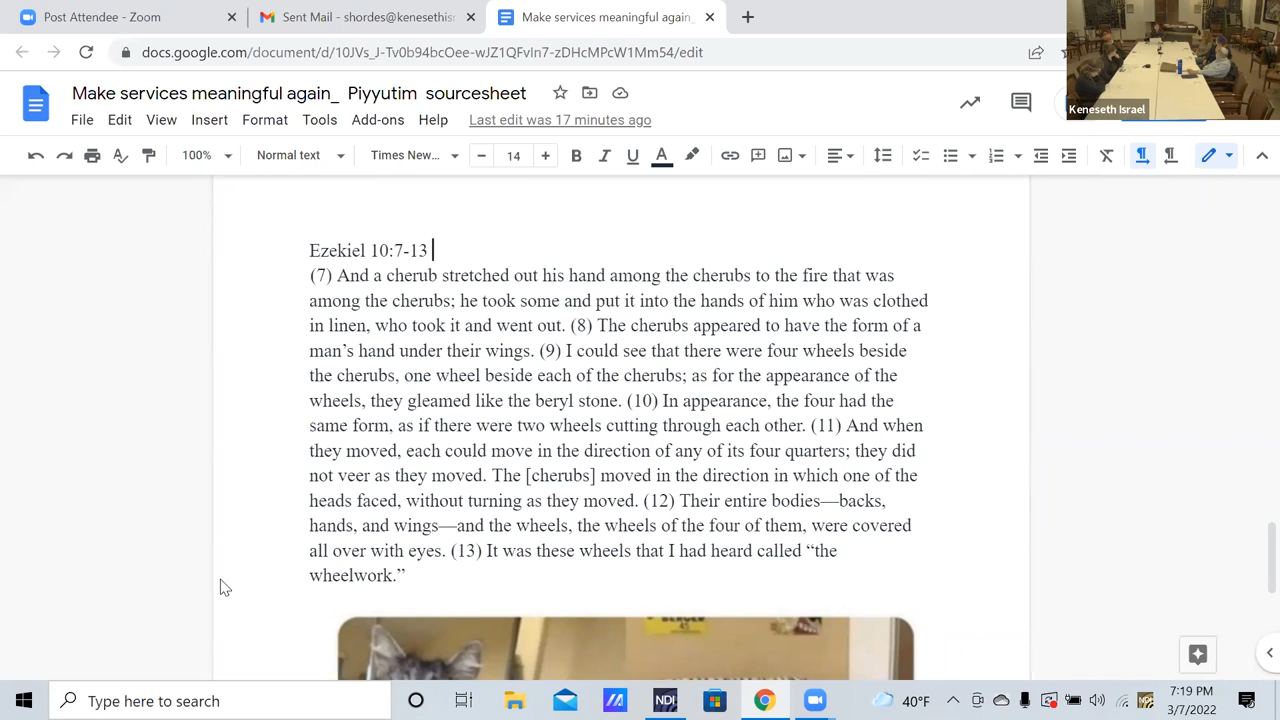 Post Attendee - Zoom
Sent Mail - shordes@kenesethisr
Make services meaningful again_
docs.google.com/document/d/10JVs_J-Tv0b94bcOee-wJZ1QFvIn7-zDHcMPcW1Mm54/edit
Make services meaningful again_ Piyyutim sourcesheet
Keneseth Israel
File Edit View Insert Format Tools Add-ons Help Last edit was 17 minutes ago
100% Normal text Times New... 14 B I U A
Ezekiel 10:7-13
(7) And a cherub stretched out his hand among the cherubs to the fire that was
among the cherubs; he took some and put it into the hands of him who was clothed
in linen, who took it and went out. (8) The cherubs appeared to have the form of a
man’s hand under their wings. (9) I could see that there were four wheels beside
the cherubs, one wheel beside each of the cherubs; as for the appearance of the
wheels, they gleamed like the beryl stone. (10) In appearance, the four had the
same form, as if there were two wheels cutting through each other. (11) And when
they moved, each could move in the direction of any of its four quarters; they did
not veer as they moved. The [cherubs] moved in the direction in which one of the
heads faced, without turning as they moved. (12) Their entire bodies—backs,
hands, and wings—and the wheels, the wheels of the four of them, were covered
all over with eyes. (13) It was these wheels that I had heard called “the
wheelwork.”
Type here to search
NDI
40°F
7:19 PM
3/7/2022